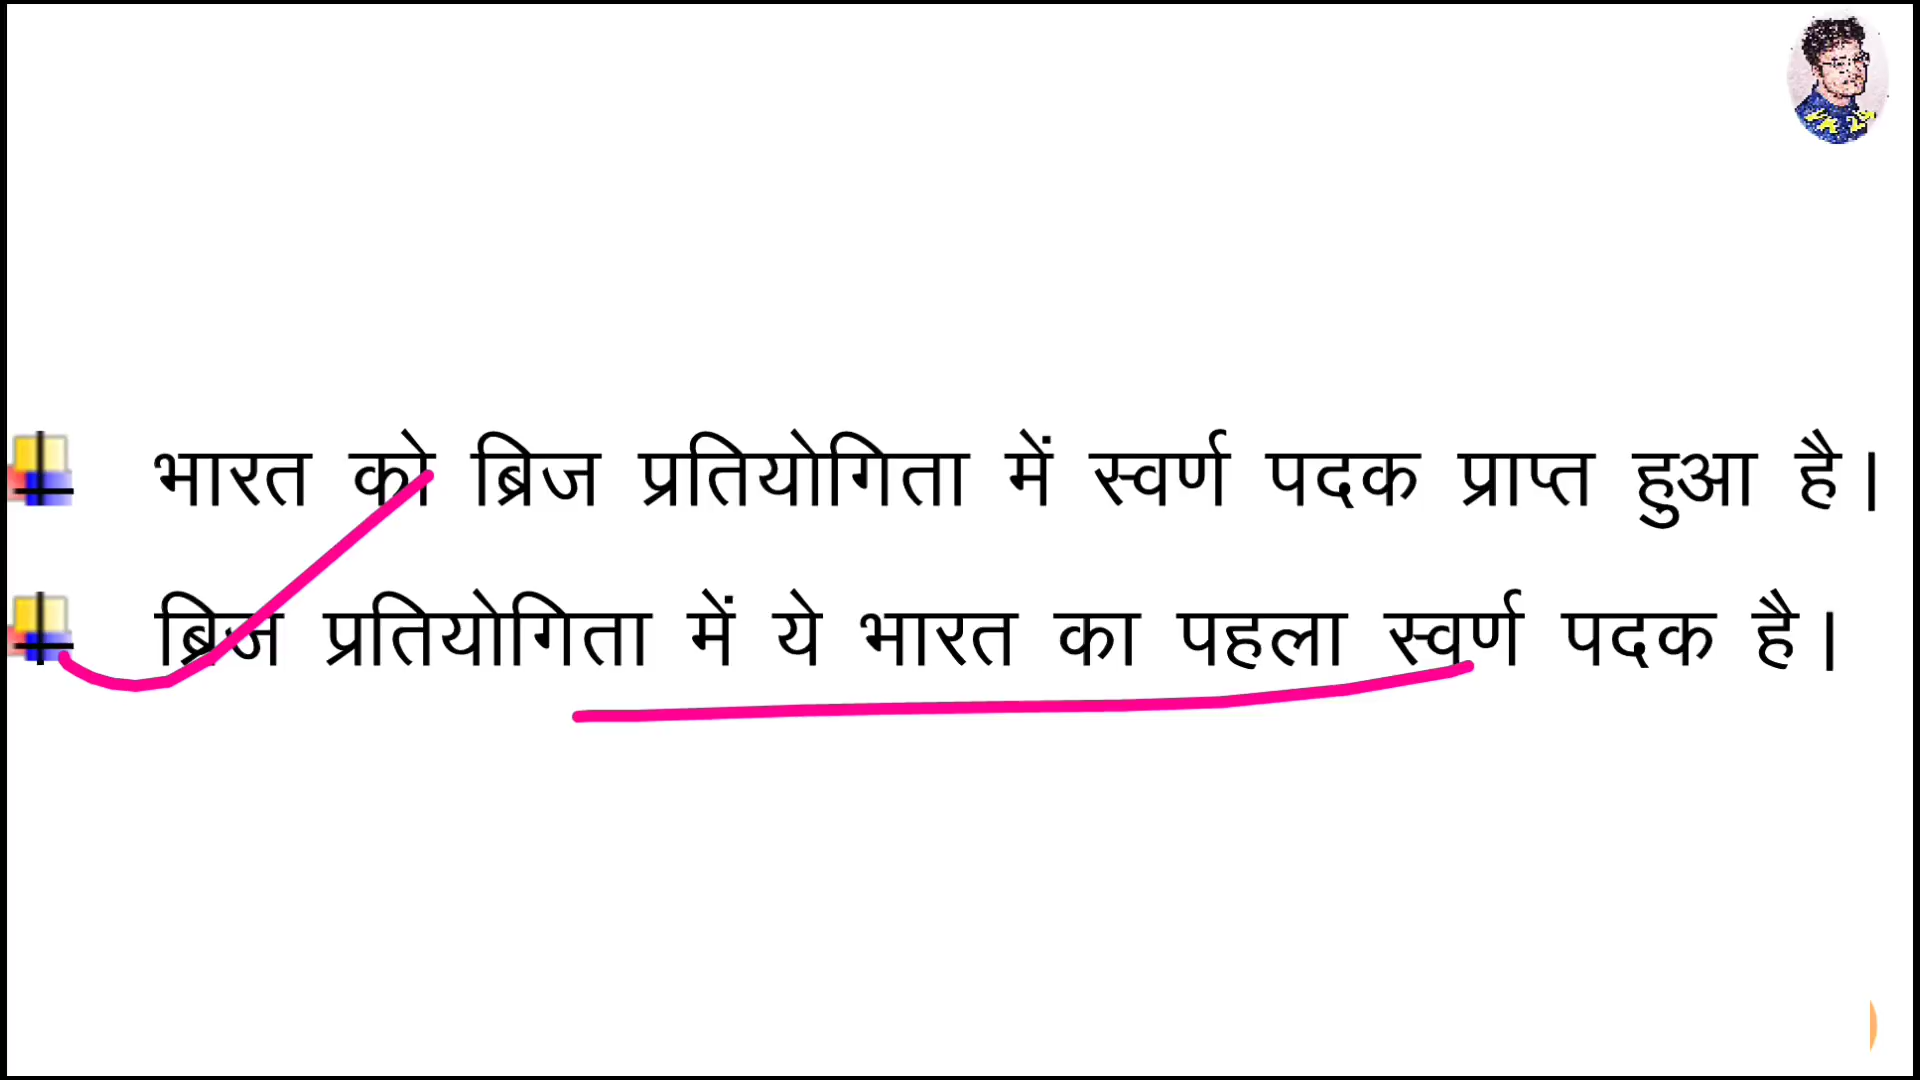 भारत को ब्रिज प्रतियोगिता में स्वर्ण पदक प्राप्त हुआ है।
ब्रिज प्रतियोगिता में ये भारत का पहला स्वर्ण पदक है।